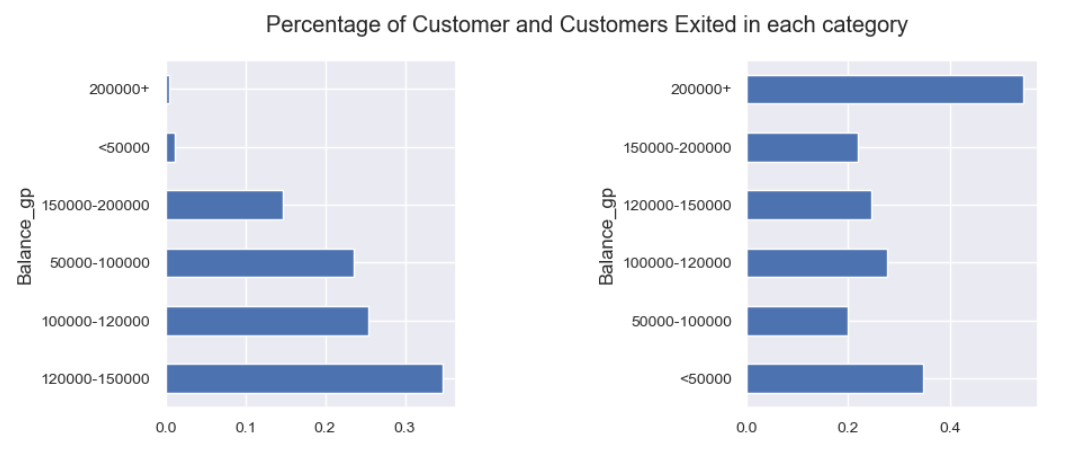 Percentage of Customer and Customers Exited in each category
Balance_gp
200000+
<50000
150000-200000
50000-100000
100000-120000
120000-150000
0.0 0.1 0.2 0.3
Balance_gp
200000+
150000-200000
120000-150000
100000-120000
50000-100000
<50000
0.0 0.2 0.4